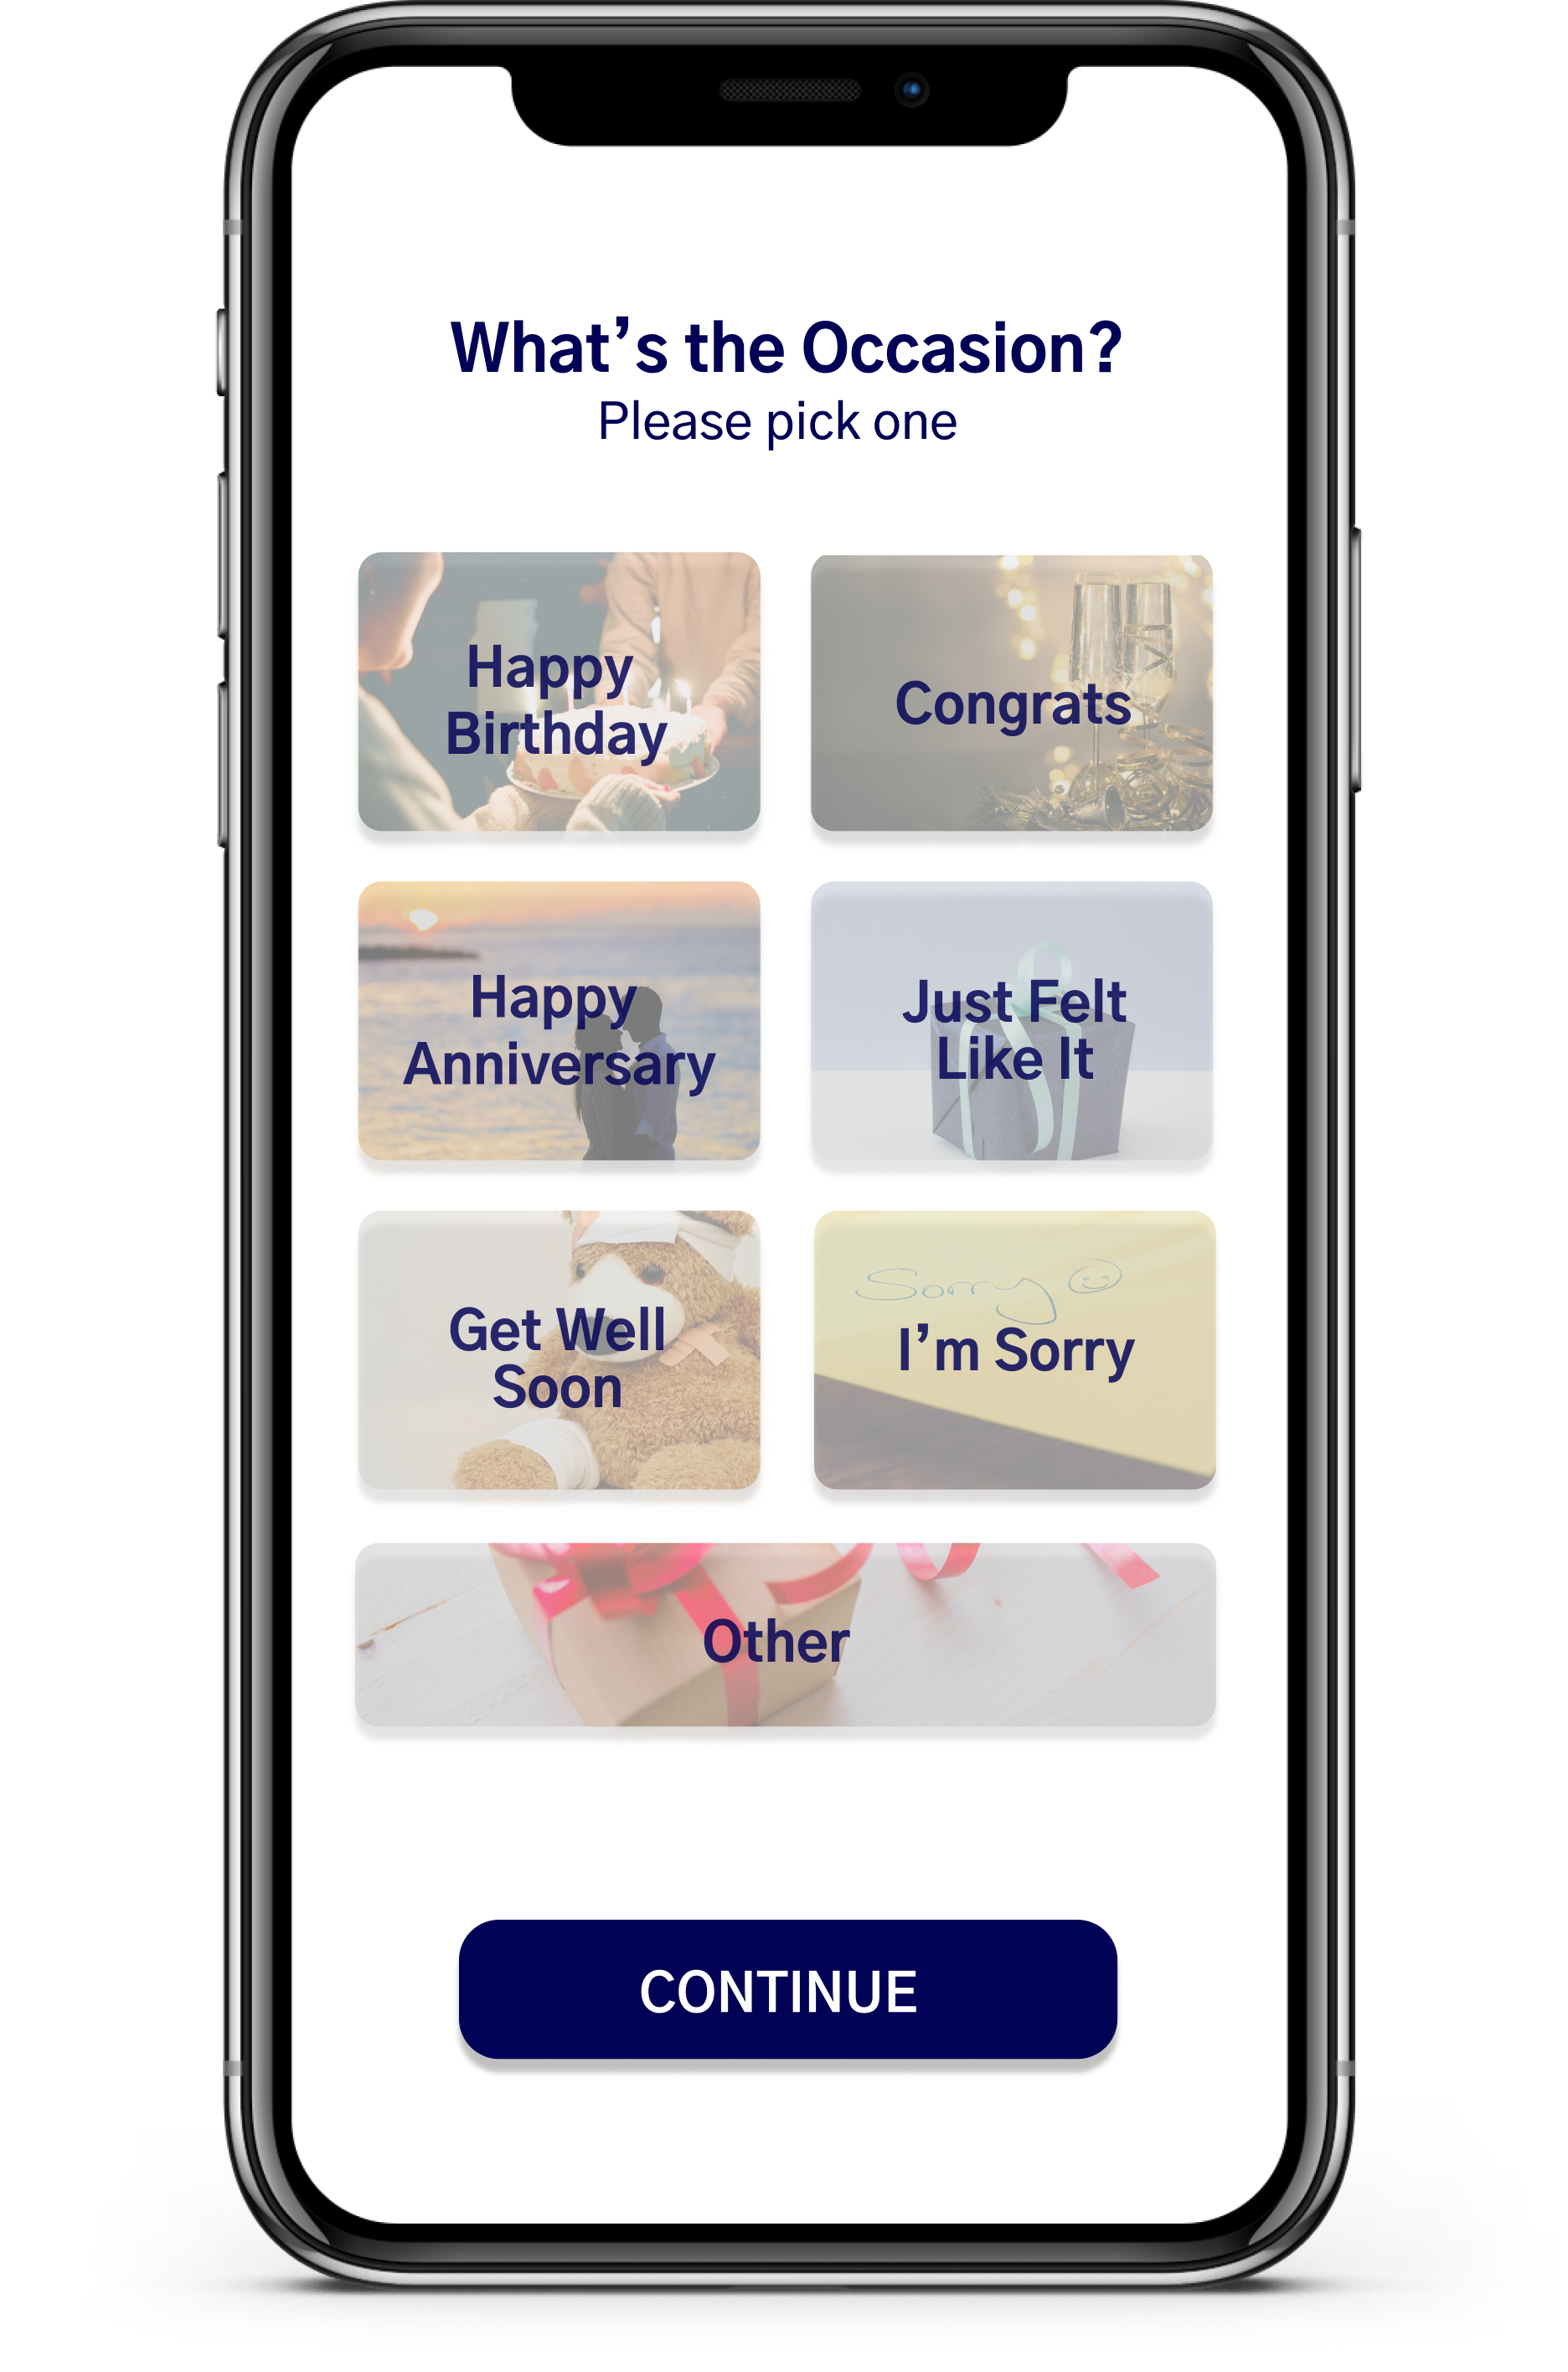 What’s the Occasion?
Please pick one
Happy
Birthday
Congrats
Happy
Anniversary
Just Felt
Like It
Get Well
Soon
Sorry
I’m Sorry
Other
CONTINUE